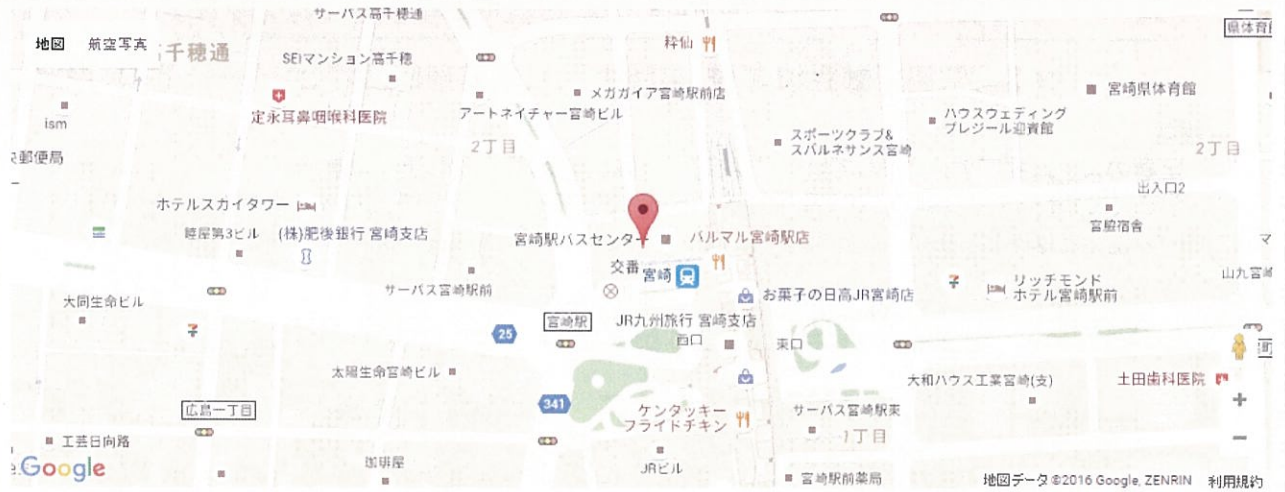 サーパス高千穂通
県体育
地図 航空写真
千穂通
粋仙
SEIマンション高千穂
メガガイア宮崎駅前店
宮崎県体育館
定永耳鼻咽喉科医院
アートネイチャー宮崎ビル
ハウスウェディング
プレジール迎賓館
ism
2丁目
スポーツクラブ&
スパルネサンス宮崎
2丁目
央郵便局
出入口2
ホテルスガイタワー
宮脇宿舎
睦屋第3ビル
(株)肥後銀行 宮崎支店
宮崎駅バスセンター
バルマル宮崎駅店
マ
交番
宮崎
山九宮崎
サーパス宮崎駅前
お菓子の日高JR宮崎店
リッチモンド
ホテル宮崎駅前
大同生命ビル
宮崎駅
JR九州旅行 宮崎支店
25
西口
東口
町
太陽生命宮崎ビル
大和ハウス工業宮崎(支)
土田歯科医院
341
広島一丁目
ケンタッキー
フライドチキン
サーパス宮崎駅東
+
1丁目
工芸日向路
−
珈琲屋
JRビル
Google
宮崎駅前薬局
地図データ ©2016 Google, ZENRIN 利用規約